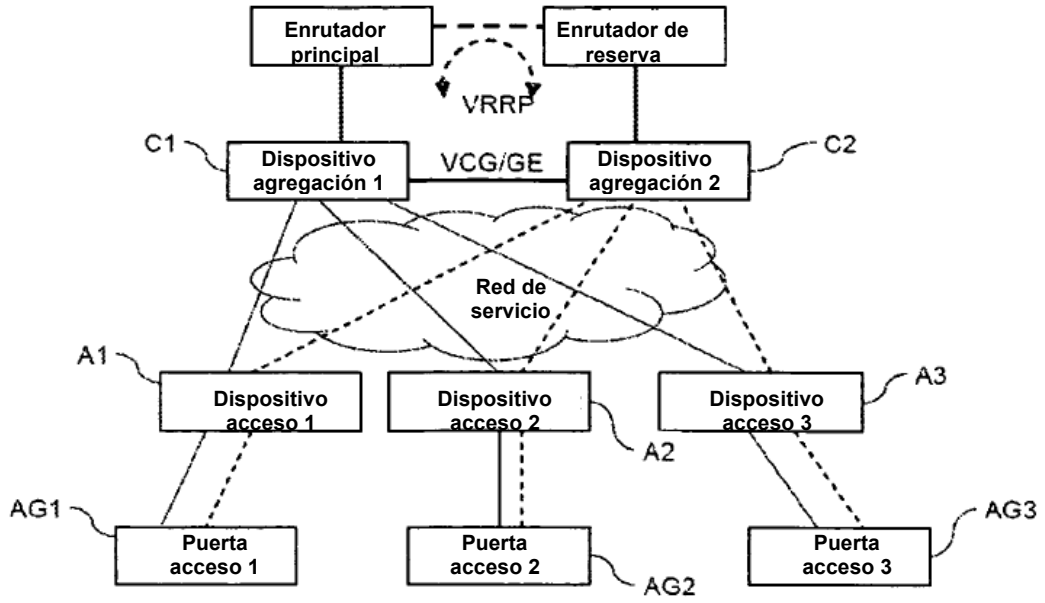 Enrutador
principal
Enrutador de
reserva
VRRP
C1
Dispositivo
agregación 1
VCG/GE
Dispositivo
agregación 2
C2
Red de
servicio
A1
Dispositivo
acceso 1
Dispositivo
acceso 2
A2
Dispositivo
acceso 3
A3
AG1
Puerta
acceso 1
Puerta
acceso 2
AG2
Puerta
acceso 3
AG3